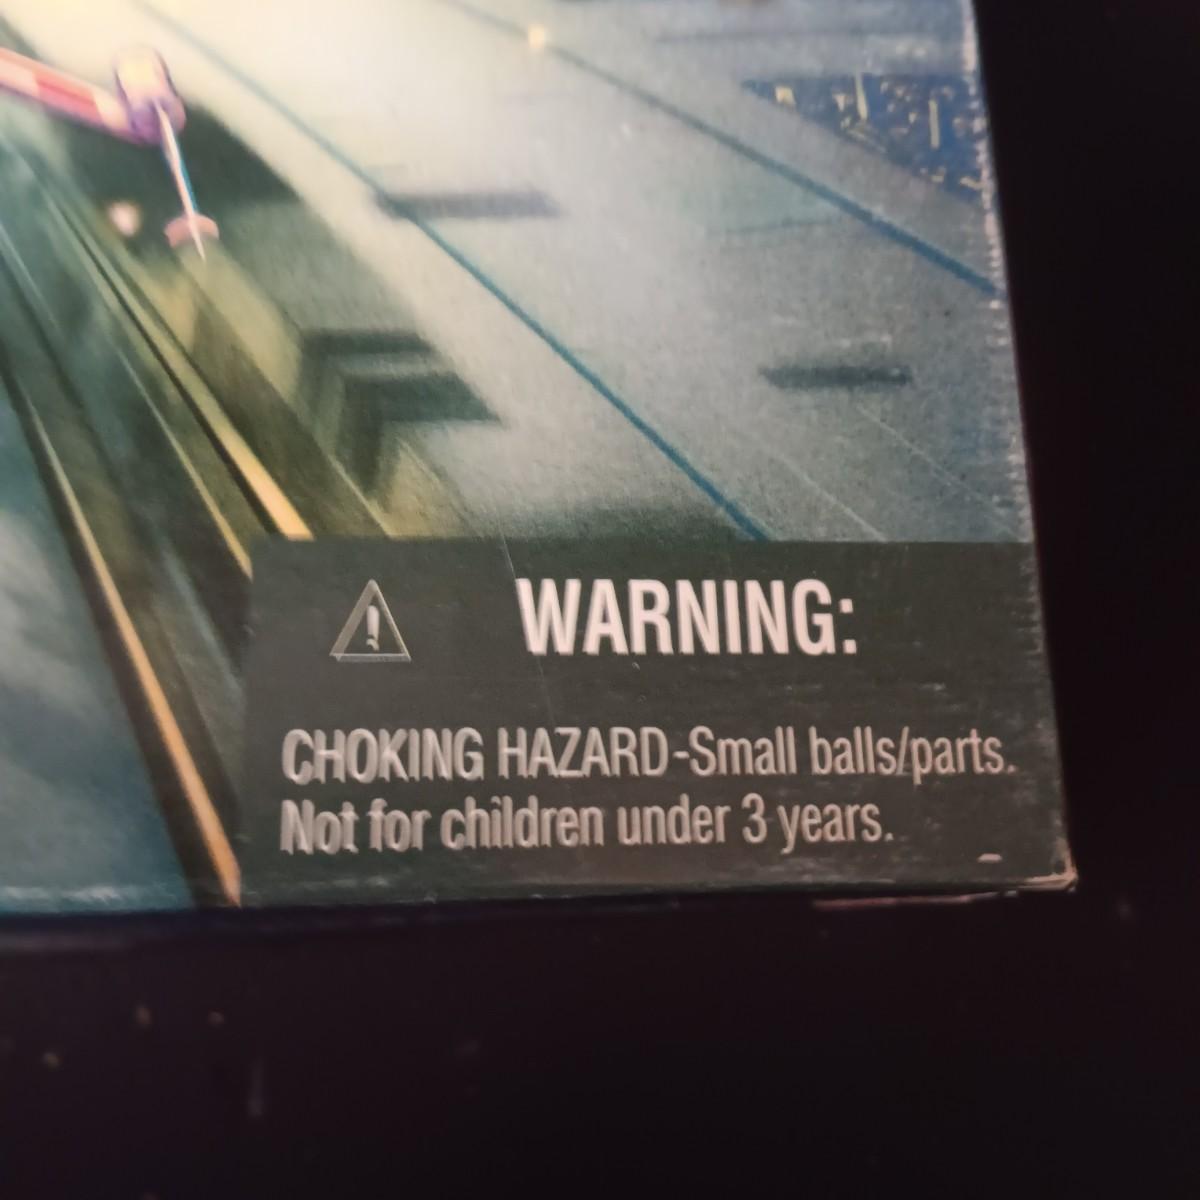 WARNING:
CHOKING HAZARD-Small balls/parts.
Not for children under 3 years.